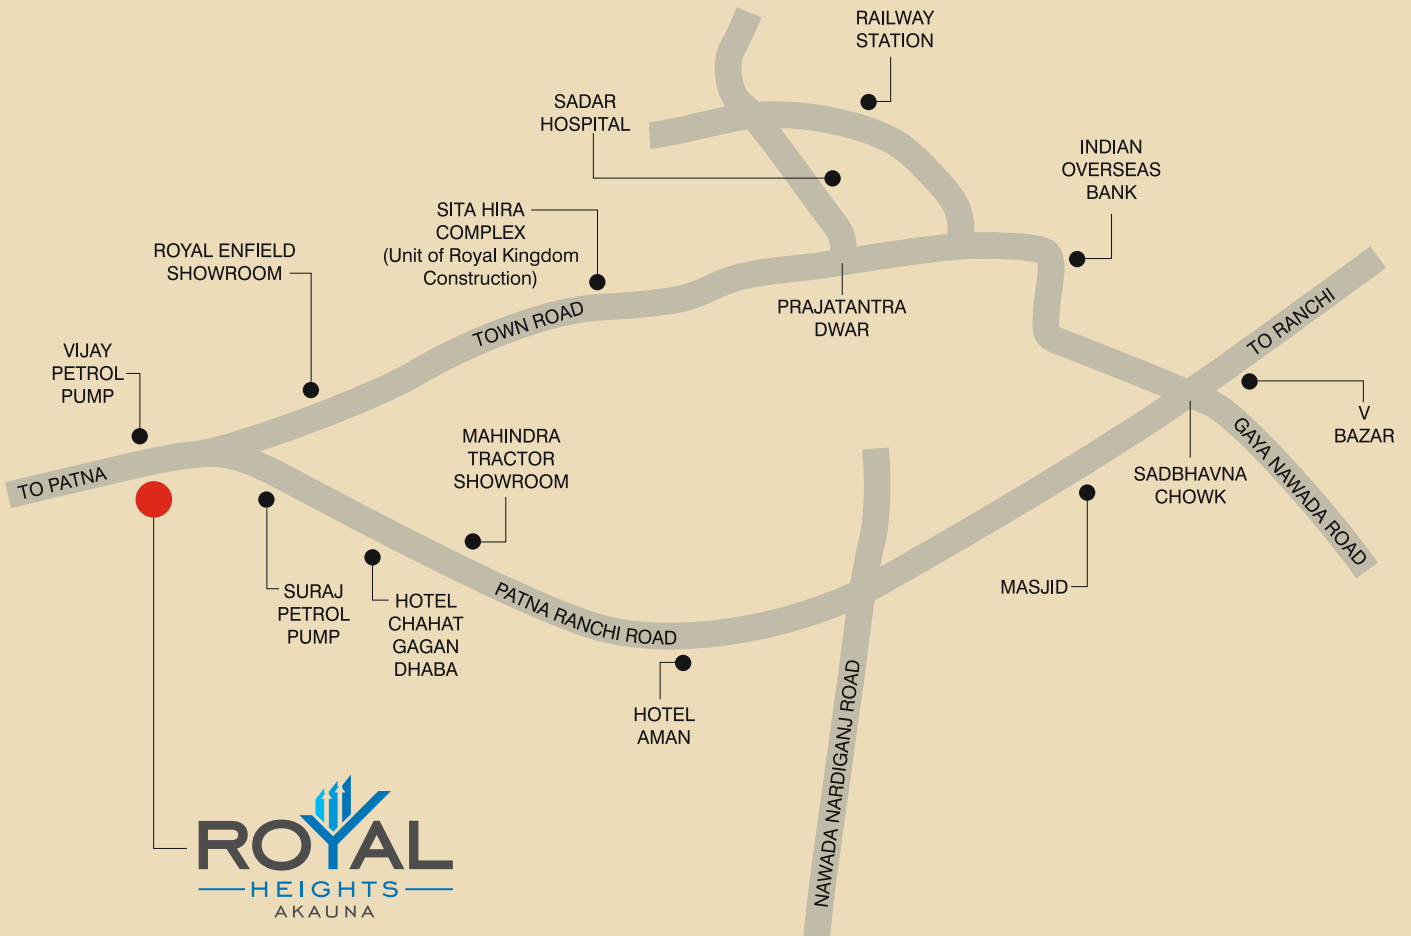 RAILWAY
STATION
SADAR
HOSPITAL
INDIAN
OVERSEAS
BANK
SITA HIRA
COMPLEX
(Unit of Royal Kingdom
Construction)
ROYAL ENFIELD
SHOWROOM
PRAJATANTRA
DWAR
TOWN ROAD
TO RANCHI
VIJAY
PETROL
PUMP
V
BAZAR
MAHINDRA
TRACTOR
SHOWROOM
GAYA NAWADA ROAD
SADBHAVNA
CHOWK
TO PATNA
MASJID
SURAJ
PETROL
PUMP
HOTEL
CHAHAT
GAGAN
DHABA
PATNA RANCHI ROAD
HOTEL
AMAN
NAWADA NARDIGANJ ROAD
ROYAL
HEIGHTS
AKAUNA